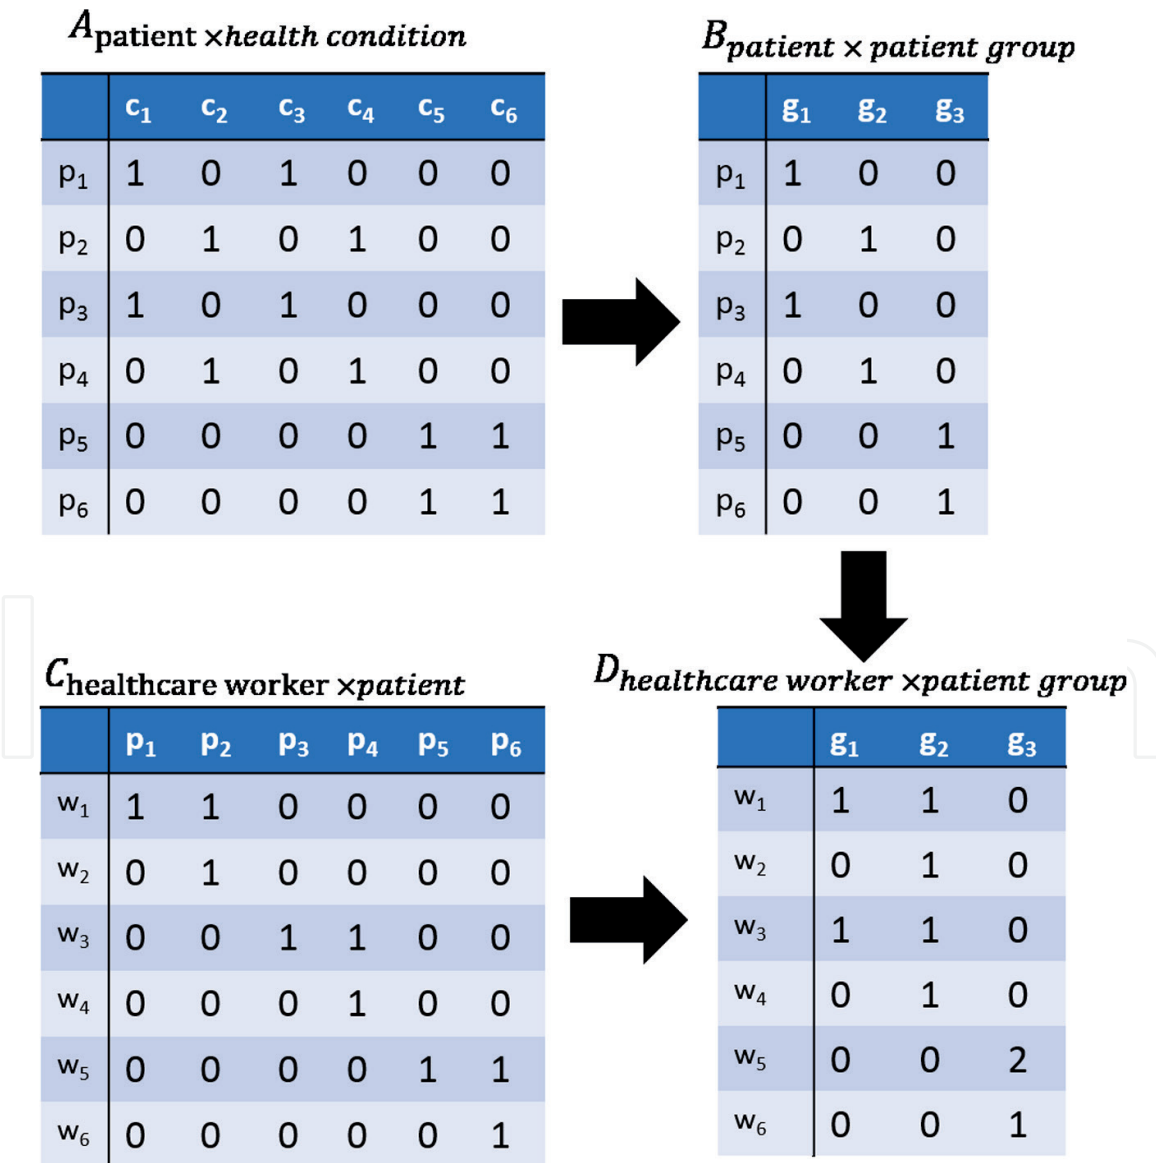 A patient ×health condition
c1 c2 c3 c4 c5 c6
p1 1 0 1 0 0 0
p2 0 1 0 1 0 0
p3 1 0 1 0 0 0
p4 0 1 0 1 0 0
p5 0 0 0 0 1 1
p6 0 0 0 0 1 1
B patient × patient group
g1 g2 g3
p1 1 0 0
p2 0 1 0
p3 1 0 0
p4 0 1 0
p5 0 0 1
p6 0 0 1
C healthcare worker ×patient
p1 p2 p3 p4 p5 p6
w1 1 1 0 0 0 0
w2 0 1 0 0 0 0
w3 0 0 1 1 0 0
w4 0 0 0 1 0 0
w5 0 0 0 0 1 1
w6 0 0 0 0 0 1
D healthcare worker ×patient group
g1 g2 g3
w1 1 1 0
w2 0 1 0
w3 1 1 0
w4 0 1 0
w5 0 0 2
w6 0 0 1